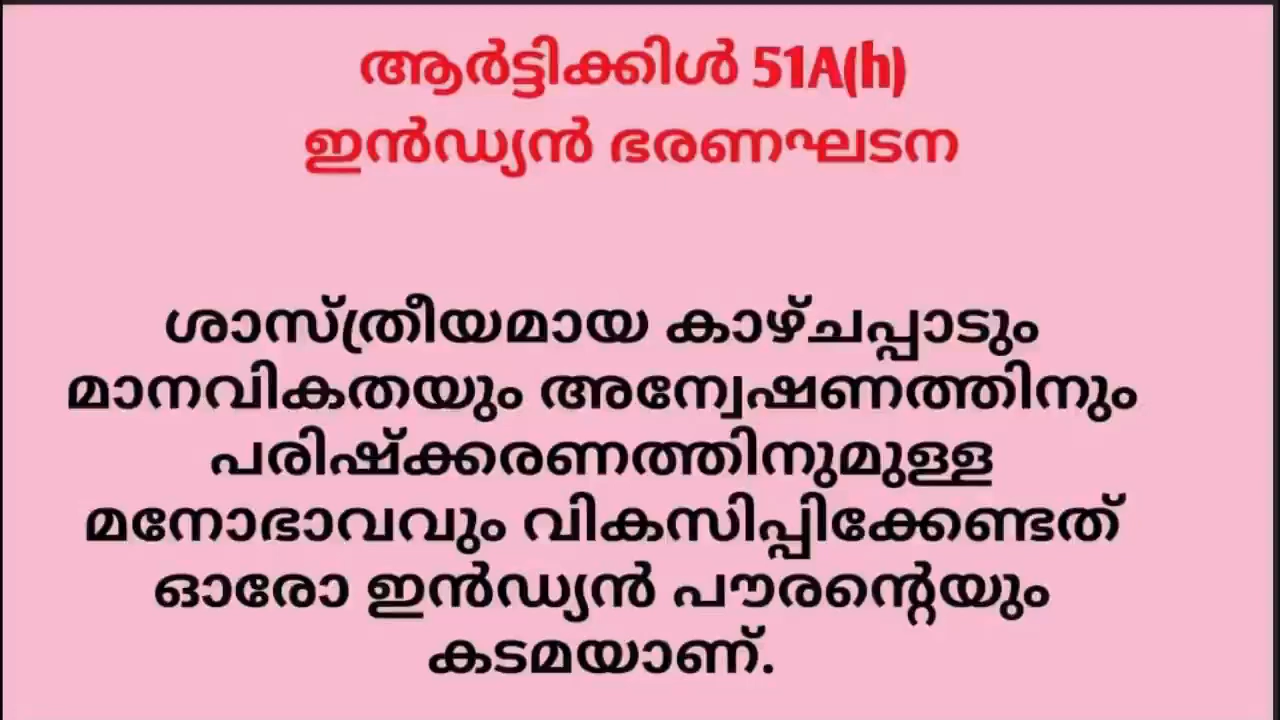 ആർട്ടിക്കിൾ 51A(h)
ഇൻഡ്യൻ ഭരണഘടന
ശാസ്ത്രീയമായ കാഴ്ചപ്പാടും
മാനവികതയും അന്വേഷണത്തിനും
പരിഷ്ക്കരണത്തിനുമുള്ള
മനോഭാവവും വികസിപ്പിക്കേണ്ടത്
ഓരോ ഇൻഡ്യൻ പൗരന്റെയും
കടമയാണ്.